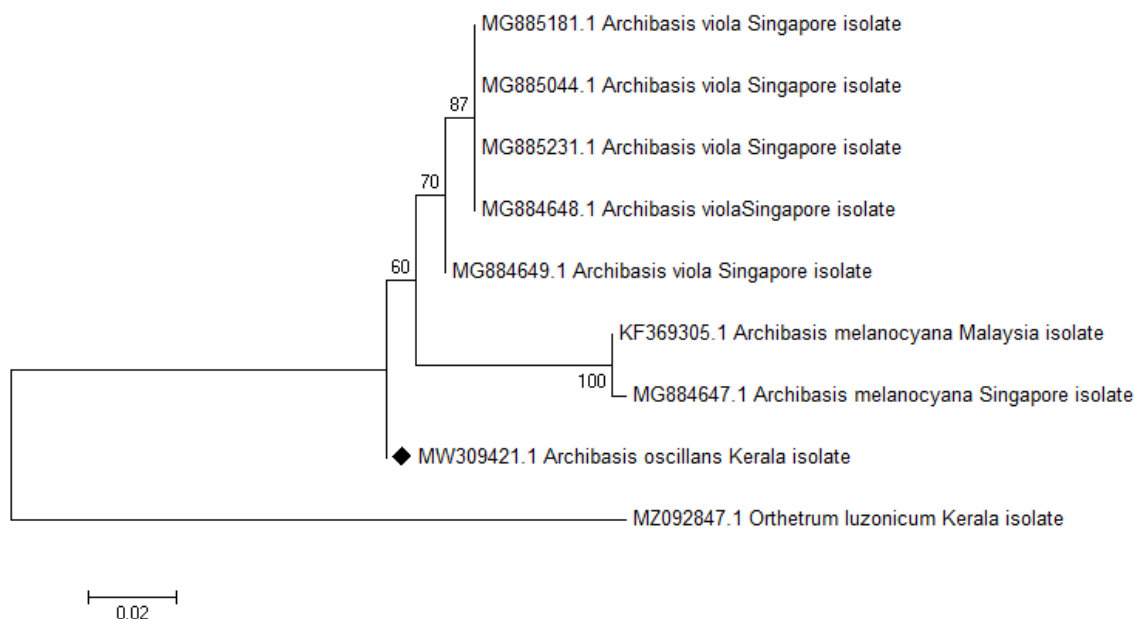 MG885181.1 Archibasis viola Singapore isolate
MG885044.1 Archibasis viola Singapore isolate
87
MG885231.1 Archibasis viola Singapore isolate
70
MG884648.1 Archibasis violaSingapore isolate
60
MG884649.1 Archibasis viola Singapore isolate
KF369305.1 Archibasis melanocyana Malaysia isolate
100
MG884647.1 Archibasis melanocyana Singapore isolate
MW309421.1 Archibasis oscillans Kerala isolate
MZ092847.1 Orthetrum luzonicum Kerala isolate
0.02